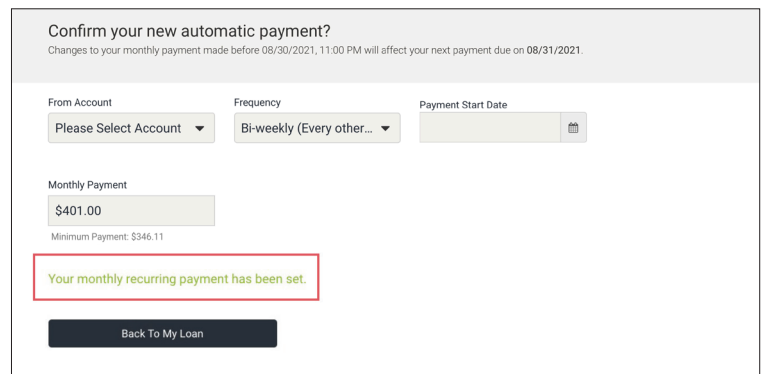 Confirm your new automatic payment?
Changes to your monthly payment made before 08/30/2021, 11:00 PM will affect your next payment due on 08/31/2021.
From Account
Frequency
Payment Start Date
Please Select Account
Bi-weekly (Every other...
Monthly Payment
$401.00
Minimum Payment: $346.11
Your monthly recurring payment has been set.
Back To My Loan